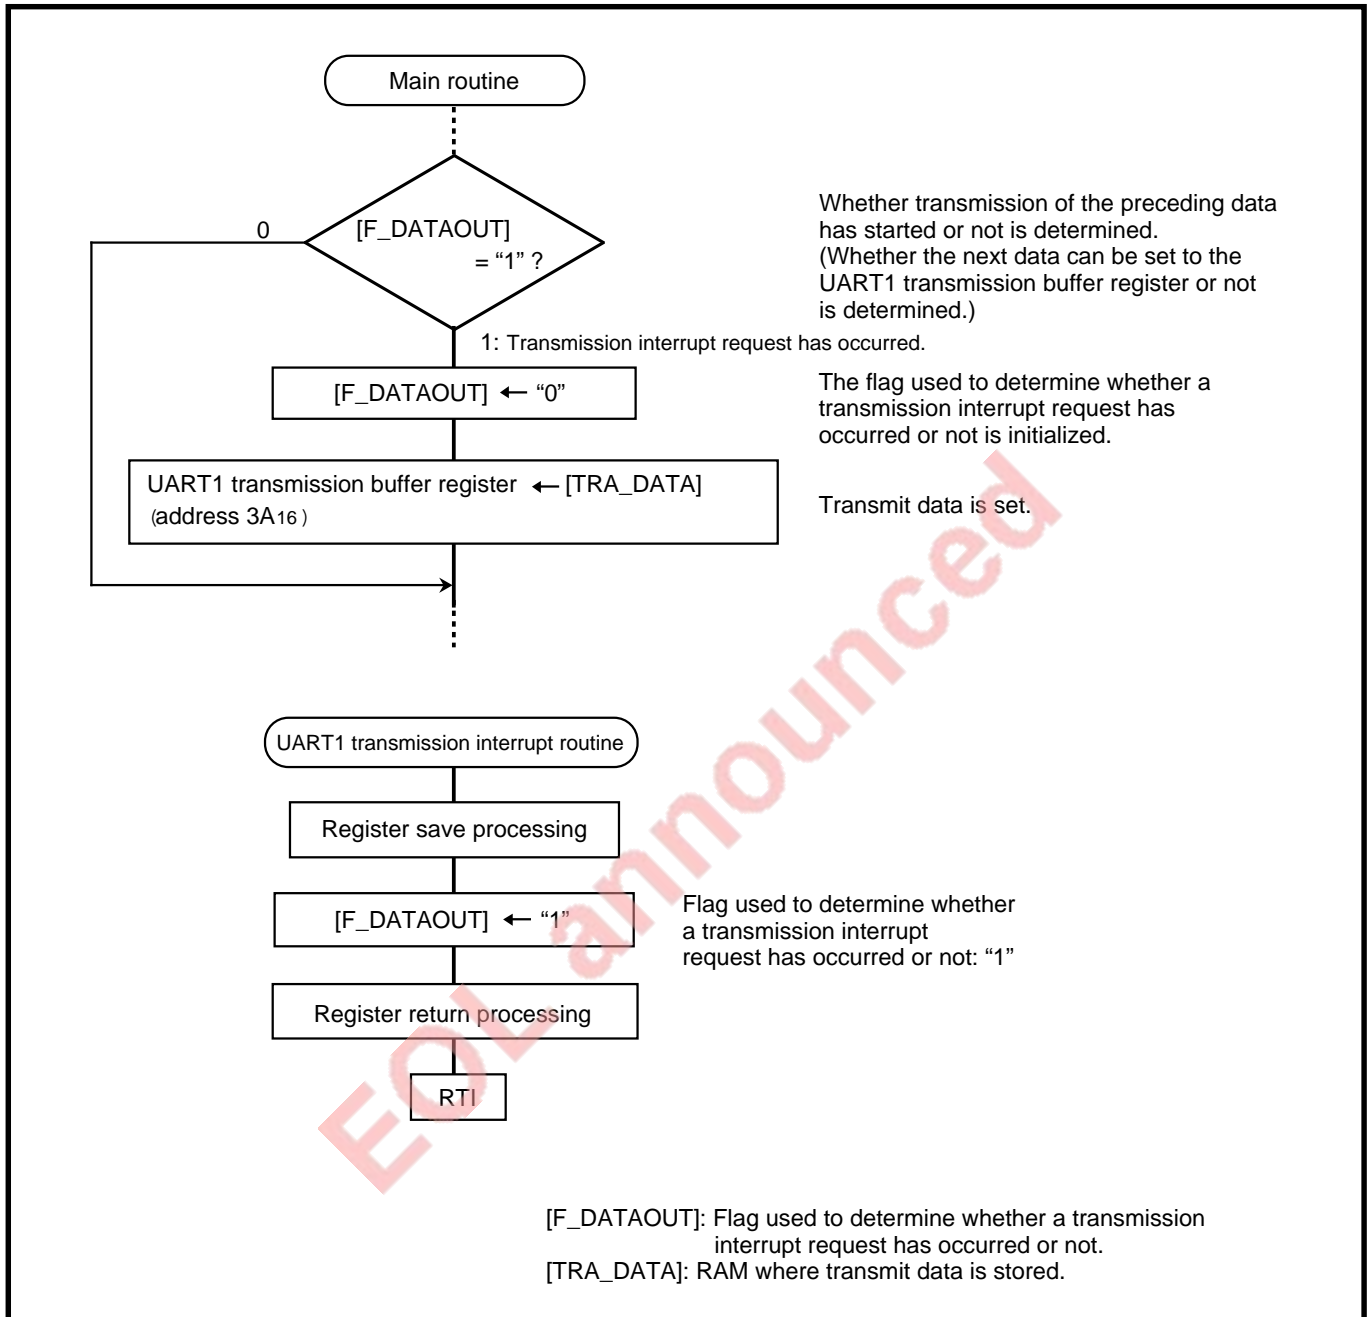 Main routine
0
[F_DATAOUT]
= “1” ?
Whether transmission of the preceding data
has started or not is determined.
(Whether the next data can be set to the
UART1 transmission buffer register or not
is determined.)
1: Transmission interrupt request has occurred.
[F_DATAOUT] ← “0”
The flag used to determine whether a
transmission interrupt request has
occurred or not is initialized.
UART1 transmission buffer register ← [TRA_DATA]
(address 3A16)
Transmit data is set.
UART1 transmission interrupt routine
Register save processing
[F_DATAOUT] ← “1”
Flag used to determine whether
a transmission interrupt
request has occurred or not: “1”
Register return processing
RTI
[F_DATAOUT]: Flag used to determine whether a transmission
interrupt request has occurred or not.
[TRA_DATA]: RAM where transmit data is stored.
EOL announced